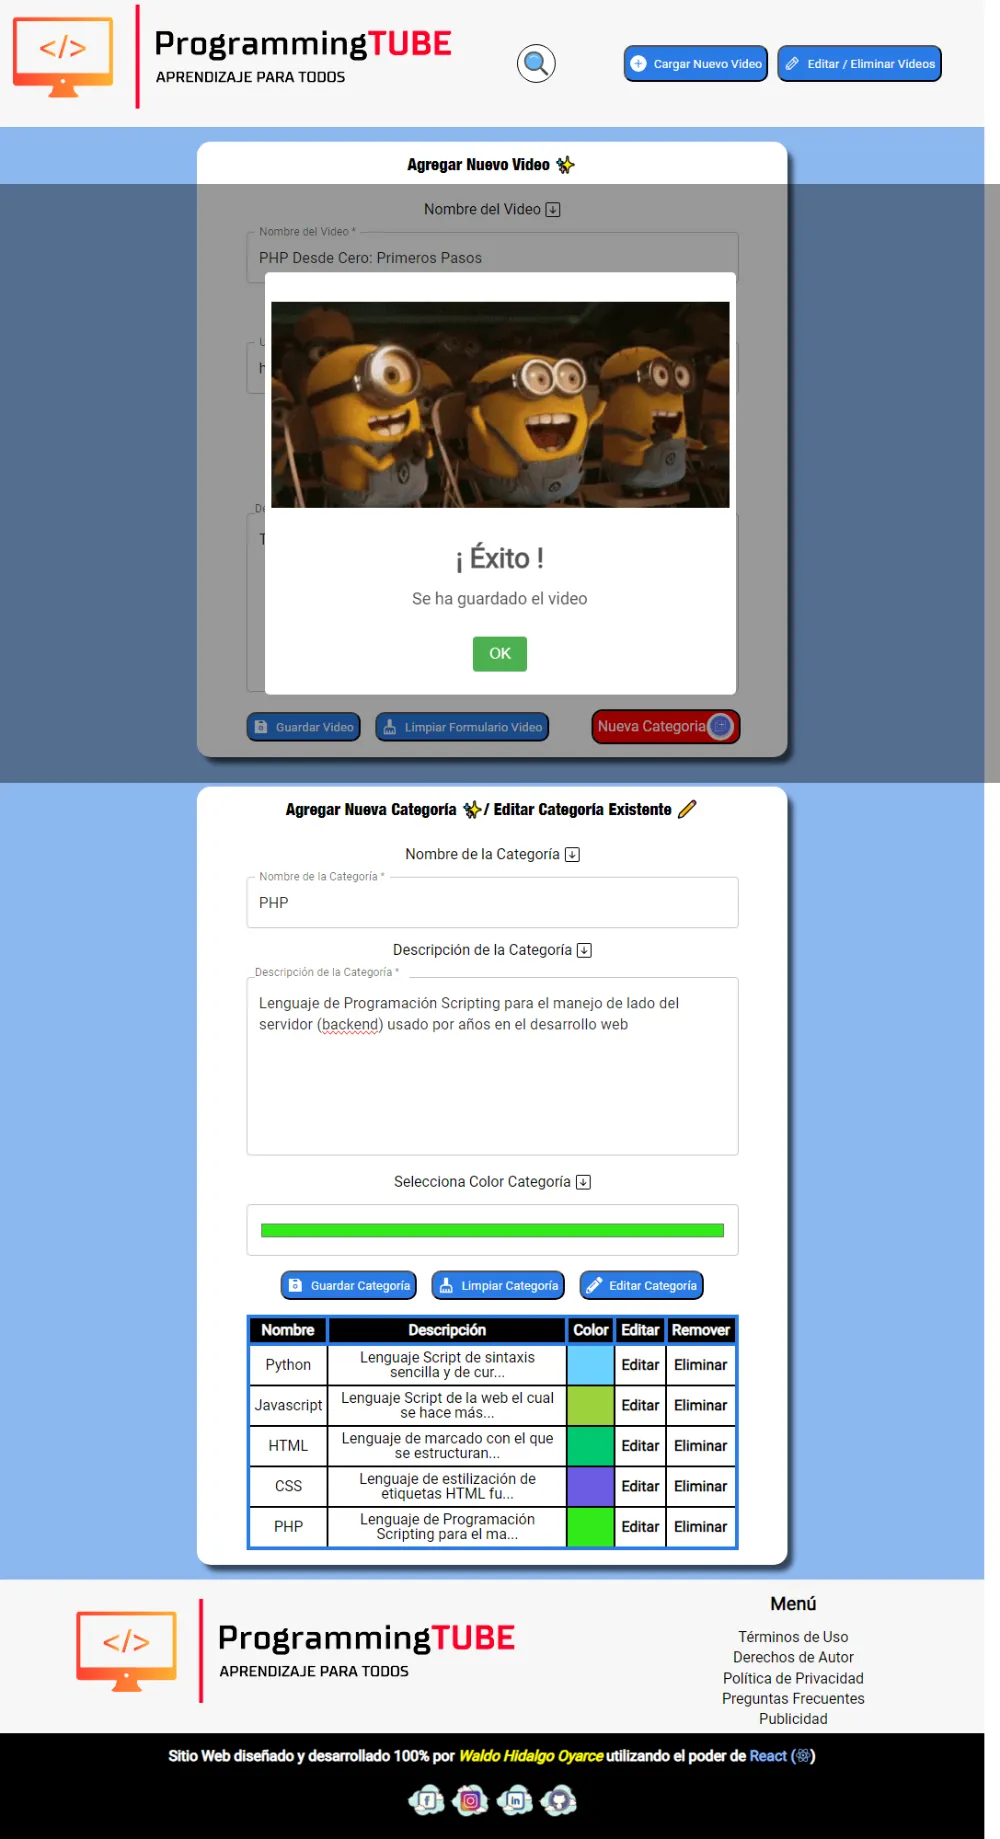 </>
ProgrammingTUBE
APRENDIZAJE PARA TODOS
Cargar Nuevo Video
Editar / Eliminar Videos
Agregar Nuevo Video
Nombre del Video
Nombre del Video *
PHP Desde Cero: Primeros Pasos
¡ Éxito !
Se ha guardado el video
OK
Guardar Video
Limpiar Formulario Video
Nueva Categoria
Agregar Nueva Categoría / Editar Categoría Existente
Nombre de la Categoría
Nombre de la Categoría *
PHP
Descripción de la Categoría
Descripción de la Categoría *
Lenguaje de Programación Scripting para el manejo de lado del
servidor (backend) usado por años en el desarrollo web
Selecciona Color Categoría
Guardar Categoría
Limpiar Categoría
Editar Categoría
Nombre Descripción Color Editar Remover
Python Lenguaje Script de sintaxis sencilla y de cur... Editar Eliminar
Javascript Lenguaje Script de la web el cual se hace más... Editar Eliminar
HTML Lenguaje de marcado con el que se estructuran... Editar Eliminar
CSS Lenguaje de estilización de etiquetas HTML fu... Editar Eliminar
PHP Lenguaje de Programación Scripting para el ma... Editar Eliminar
</>
ProgrammingTUBE
APRENDIZAJE PARA TODOS
Menú
Términos de Uso
Derechos de Autor
Política de Privacidad
Preguntas Frecuentes
Publicidad
Sitio Web diseñado y desarrollado 100% por Waldo Hidalgo Oyarce utilizando el poder de React ()